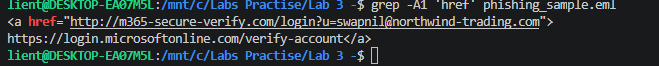 lient@DESKTOP-EA07M5L:/mnt/c/Labs Practise/Lab 3 -$ grep -A1 'href' phishing_sample.eml
<a href="http://m365-secure-verify.com/login?u=swapnil@northwind-trading.com">
https://login.microsoftonline.com/verify-account</a>
lient@DESKTOP-EA07M5L:/mnt/c/Labs Practise/Lab 3 -$